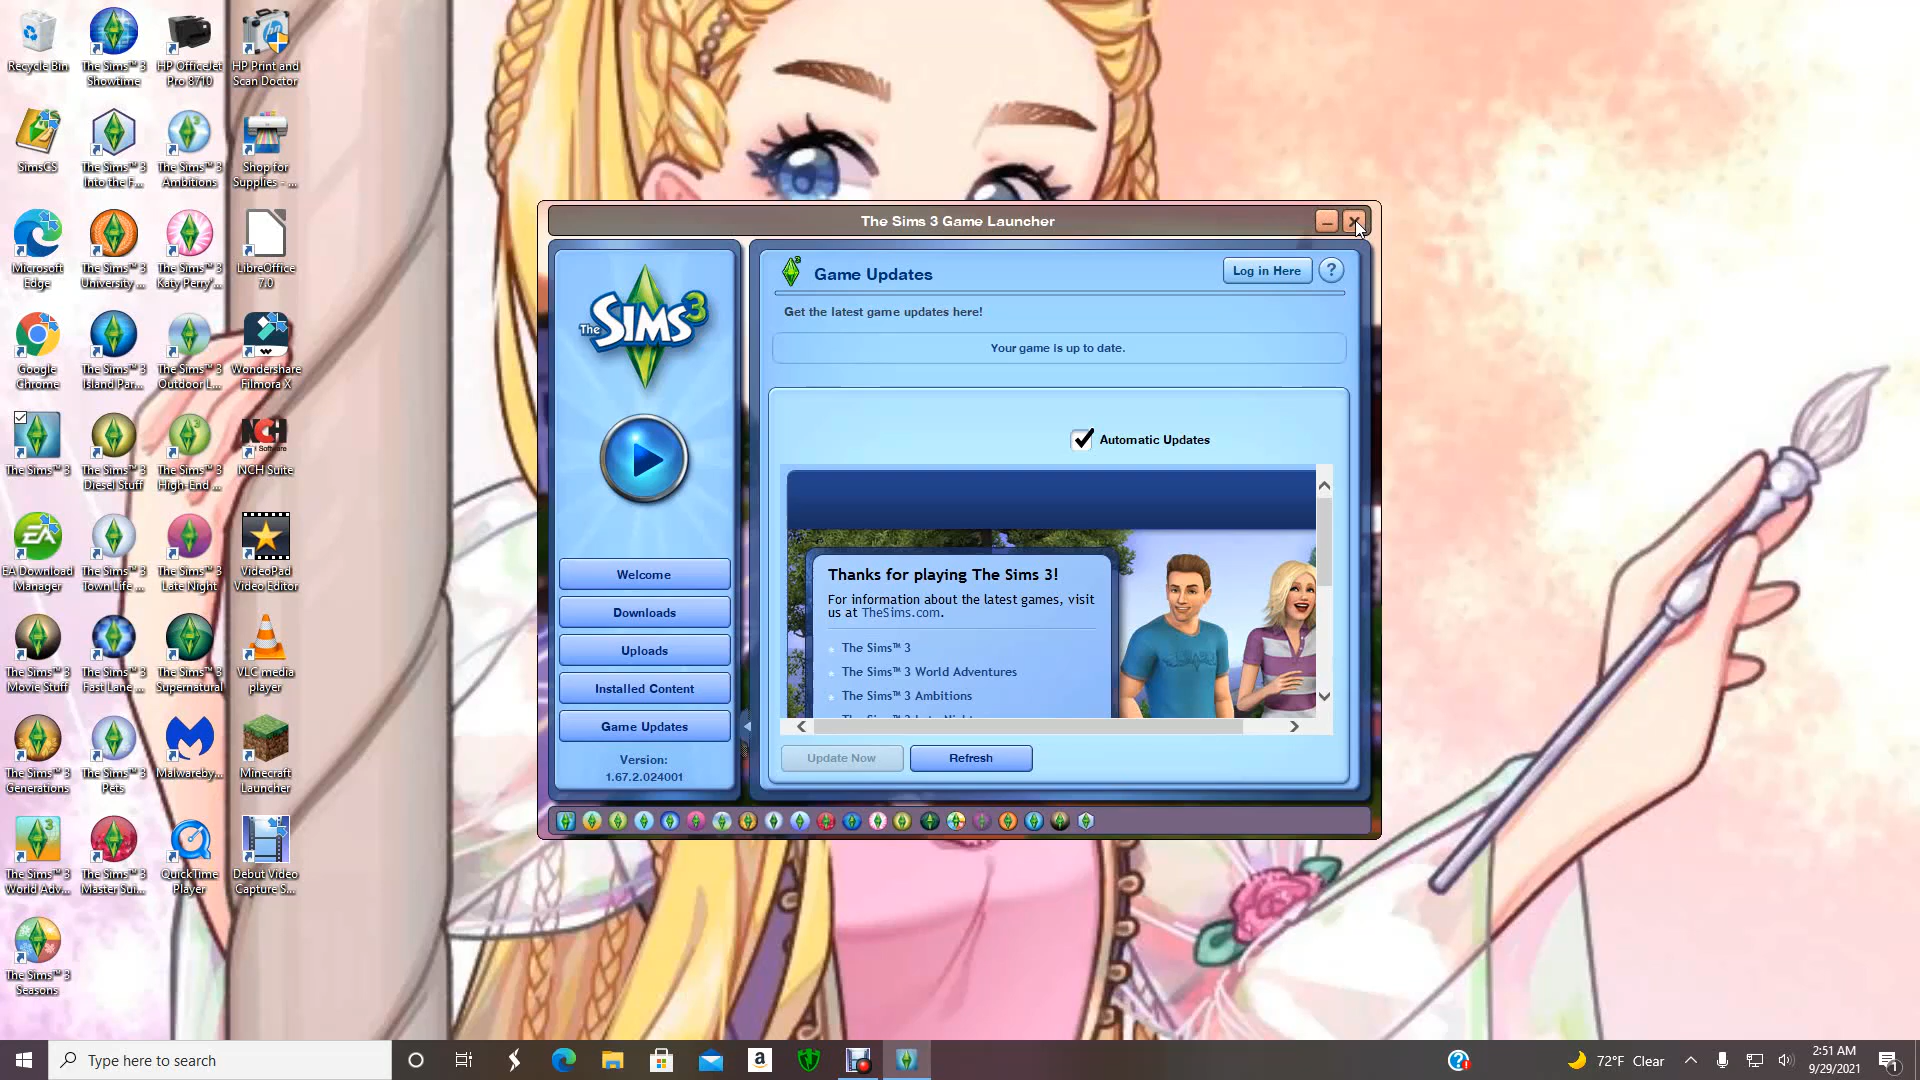 Recycle Bin
The Sims™ 3
Showtime
HP OfficeJet
Pro 8710
HP Print and
Scan Doctor
SimsCS
The Sims™ 3
Into the F...
The Sims™ 3
Ambitions
Shop for
Supplies - ...
Microsoft
Edge
The Sims™ 3
University ...
The Sims™ 3
Katy Perry'...
LibreOffice
7.0
Google
Chrome
The Sims™ 3
Island Par...
The Sims™ 3
Outdoor L...
Wondershare
Filmora X
The Sims™ 3
The Sims™ 3
Diesel Stuff
The Sims™ 3
High-End ...
NCH
Software
NCH Suite
EA
EA Download
Manager
The Sims™ 3
Town Life ...
The Sims™ 3
Late Night
VideoPad
Video Editor
The Sims™ 3
Movie Stuff
The Sims™ 3
Fast Lane ...
The Sims™ 3
Supernatural
VLC media
player
The Sims™ 3
Generations
The Sims™ 3
Pets
Malwareby...
Minecraft
Launcher
The Sims™ 3
World Adv...
The Sims™ 3
Master Sui...
QuickTime
Player
Debut Video
Capture S...
The Sims™ 3
Seasons
The Sims 3 Game Launcher
The SIMS 3
Welcome
Downloads
Uploads
Installed Content
Game Updates
Version:
1.67.2.024001
Game Updates
Log in Here
?
Get the latest game updates here!
Your game is up to date.
Automatic Updates
Thanks for playing The Sims 3!
For information about the latest games, visit
us at TheSims.com.
The Sims™ 3
The Sims™ 3 World Adventures
The Sims™ 3 Ambitions
Update Now
Refresh
Type here to search
a
72°F Clear
2:51 AM
9/29/2021
1